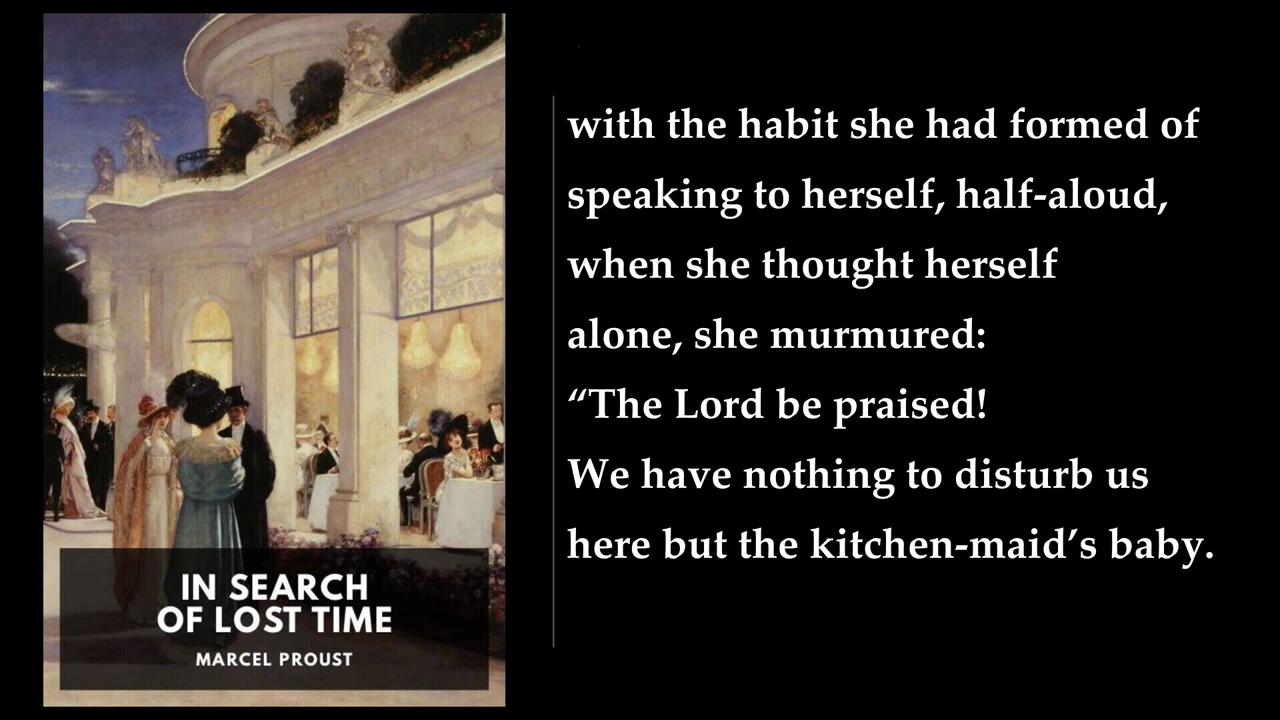 IN SEARCH
OF LOST TIME
MARCEL PROUST
with the habit she had formed of
speaking to herself, half-aloud,
when she thought herself
alone, she murmured:
“The Lord be praised!
We have nothing to disturb us
here but the kitchen-maid’s baby.